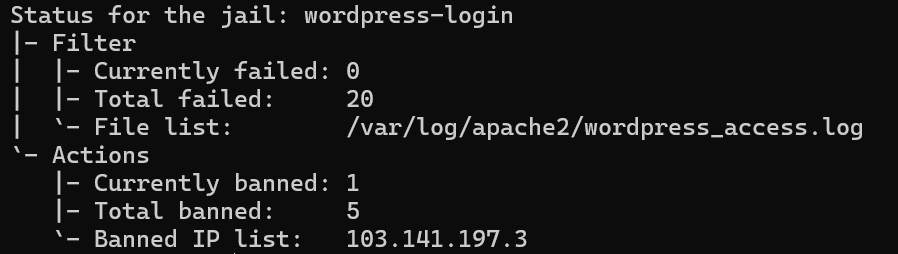 Status for the jail: wordpress-login
|- Filter
|  |- Currently failed: 0
|  |- Total failed:     20
|  `- File list:        /var/log/apache2/wordpress_access.log
`- Actions
   |- Currently banned: 1
   |- Total banned:     5
   `- Banned IP list:   103.141.197.3